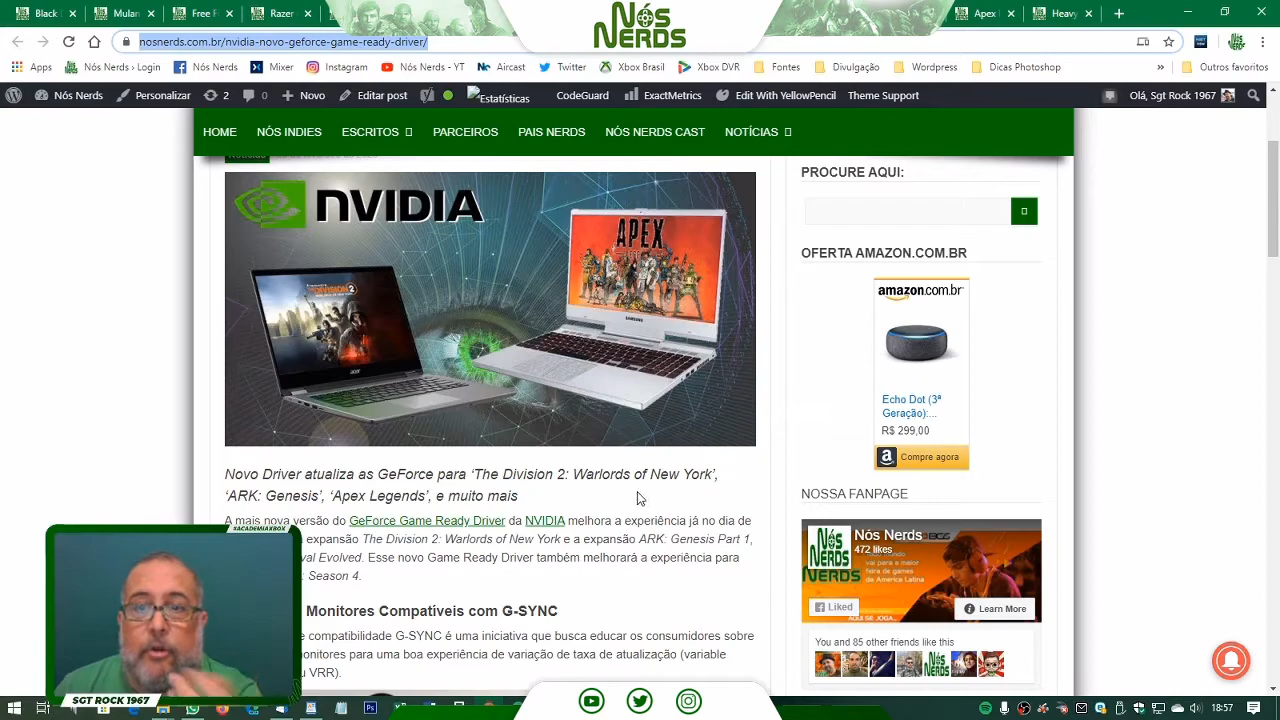 Black
Mulan
Rosew
Fundo
Razer
Nós
NERDS
Apex
Heavy
nosnerds.com.br/nvidia-novo-geforce-game-ready-driver/
Apps
Nós Nerds › Login
Nós Nerds
Mixer
Instagram
Nós Nerds - YT
Aircast
Twitter
Xbox Brasil
Xbox DVR
Fontes
Divulgação
Wordpress
Dicas Photoshop
»
Outros favoritos
Nós Nerds
Personalizar
2
0
Novo
Editar post
Estatísticas
CodeGuard
ExactMetrics
Edit With YellowPencil
Olá, Sgt Rock 1967
HOME
NÓS INDIES
ESCRITOS
PARCEIROS
PAIS NERDS
NÓS NERDS CAST
NOTÍCIAS
NVIDIA
DIVISION 2
acer
APEX
SAMSUNG
PROCURE AQUI:
OFERTA AMAZON.COM.BR
amazon.com.br
Echo Dot (3ª
Geração):...
R$ 299,00
Compre agora
NOSSA FANPAGE
Nós Nerds
472 likes
Liked
Learn More
You and 85 other friends like this
Novo Driver atualiza as GeForce para ‘The Division 2: Warlords of New York’,
‘ARK: Genesis’, ‘Apex Legends’, e muito mais
A mais nova versão do GeForce Game Ready Driver da NVIDIA melhora a experiência já no dia de
expansão The Division 2: Warlords of New York e a expansão ARK: Genesis Part 1,
Evolved. Esse novo Game Ready Driver também melhorará a experiência para
: Season 4.
Monitores Compatíveis com G-SYNC
e compatibilidade G-SYNC é uma iniciativa que busca educar os consumidores sobre
monitores para uma boa experiência de variação de taxa de atualização (variable
VRR).
#ACADEMIAXBOX
SGT ROCK 1967
18:57